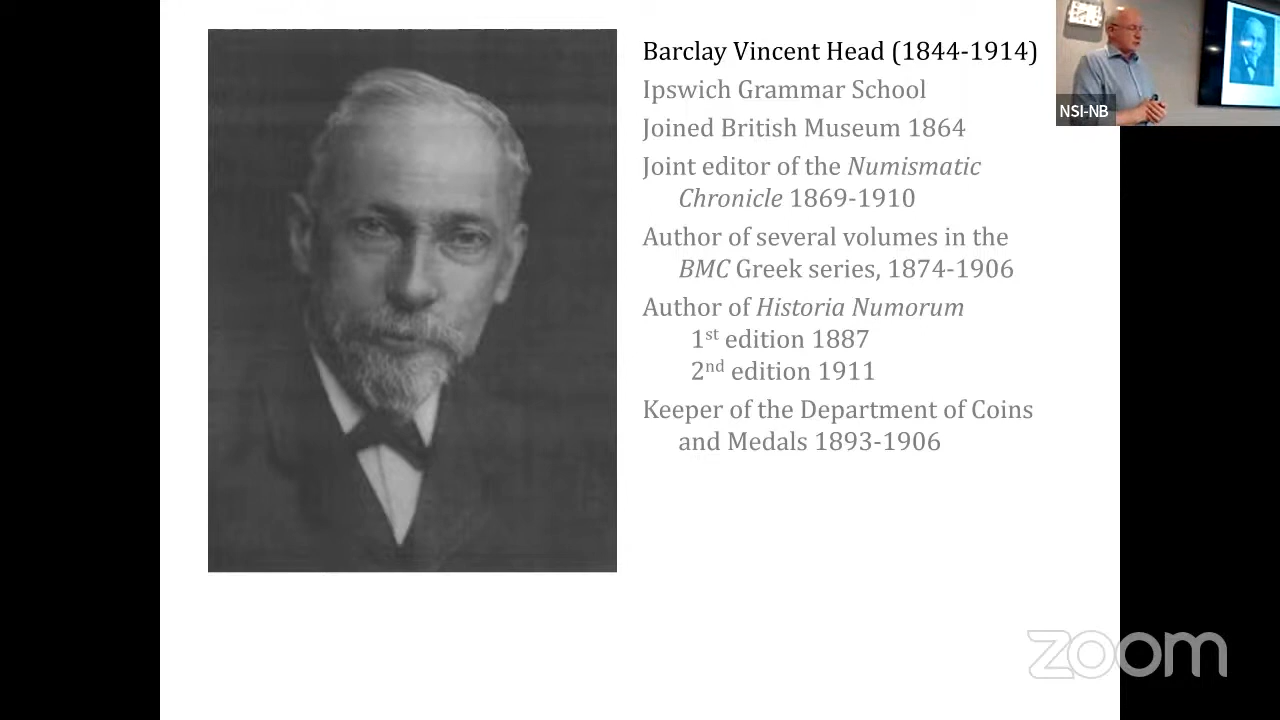 Barclay Vincent Head (1844-1914)
Ipswich Grammar School
Joined British Museum 1864
Joint editor of the Numismatic
Chronicle 1869-1910
Author of several volumes in the
BMC Greek series, 1874-1906
Author of Historia Numorum
1st edition 1887
2nd edition 1911
Keeper of the Department of Coins
and Medals 1893-1906
NSI-NB
zoom